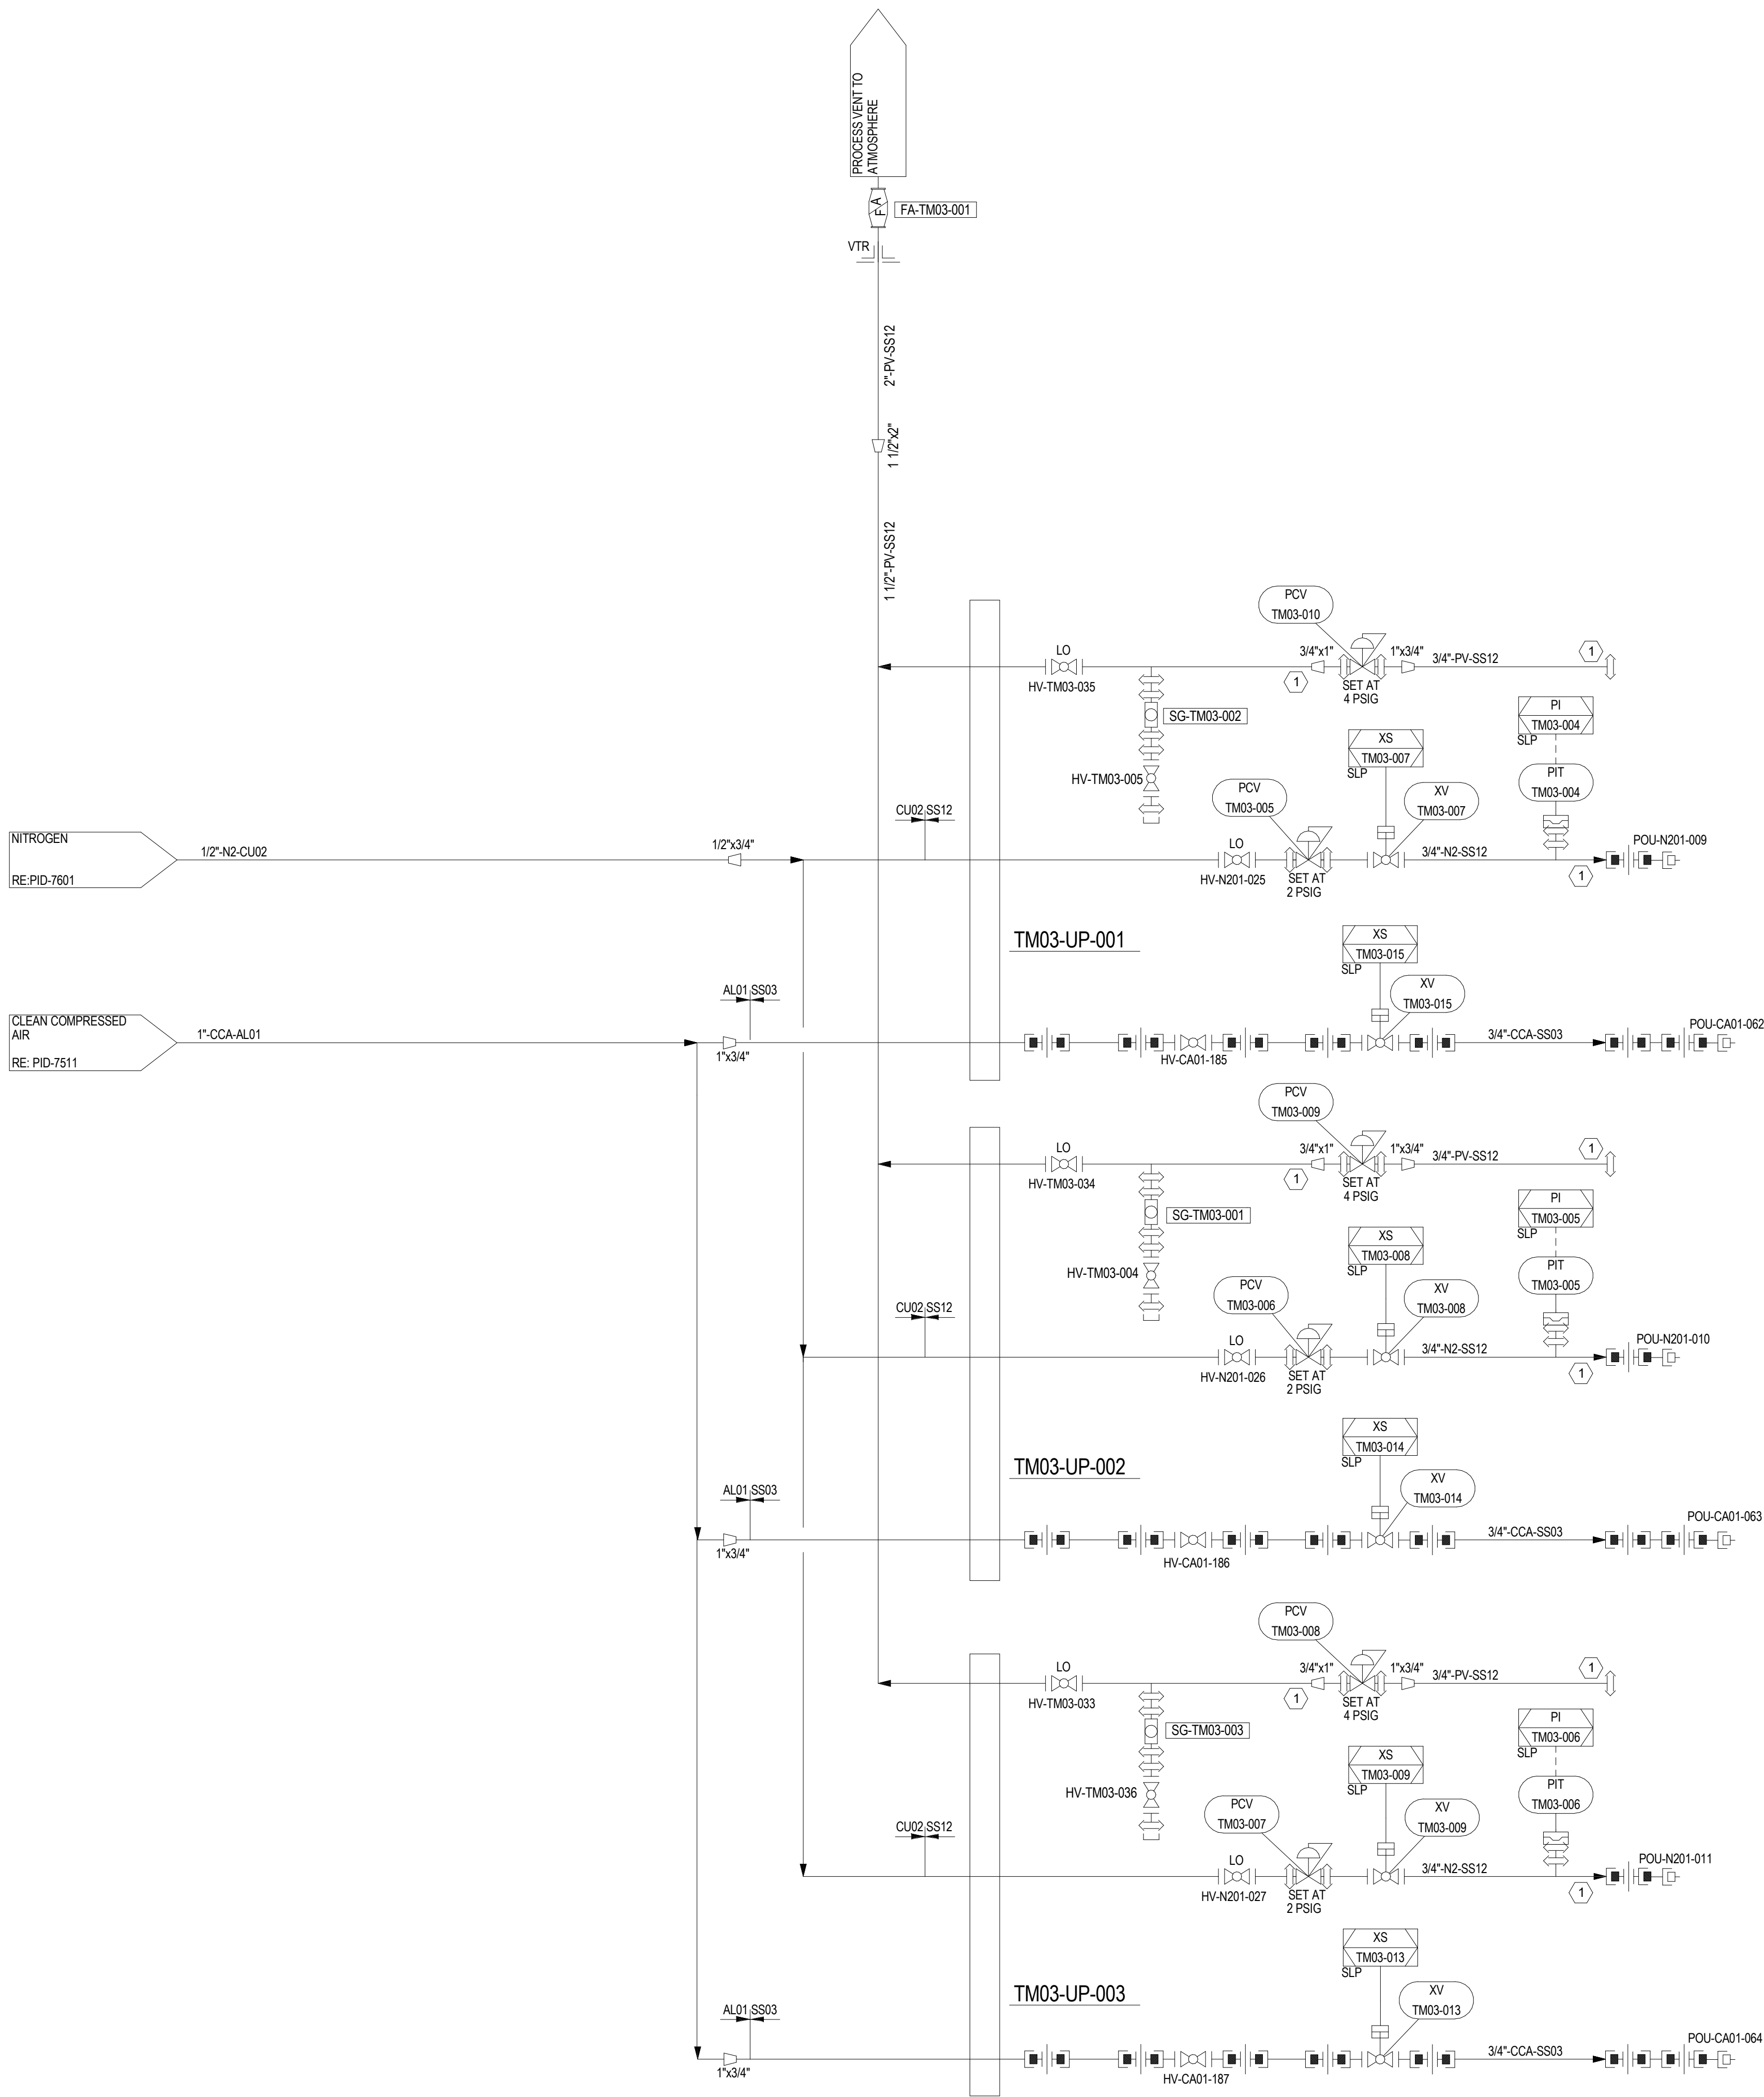 PROCESS VENT TO
ATMOSPHERE
FA
FA-TM03-001
VTR
2"-PV-SS12
1 1/2"x2"
1 1/2"-PV-SS12
PCV
TM03-010
LO
HV-TM03-035
3/4"x1"
1"x3/4"
3/4"-PV-SS12
1
1
SET AT
4 PSIG
SG-TM03-002
HV-TM03-005
PI
TM03-004
SLP
XS
TM03-007
SLP
PIT
TM03-004
PCV
TM03-005
XV
TM03-007
CU02 SS12
NITROGEN
RE:PID-7601
1/2"-N2-CU02
1/2"x3/4"
LO
HV-N201-025
SET AT
2 PSIG
3/4"-N2-SS12
1
POU-N201-009
TM03-UP-001
XS
TM03-015
SLP
XV
TM03-015
AL01 SS03
CLEAN COMPRESSED
AIR
RE: PID-7511
1"-CCA-AL01
1"x3/4"
HV-CA01-185
3/4"-CCA-SS03
POU-CA01-062
PCV
TM03-009
LO
HV-TM03-034
3/4"x1"
1"x3/4"
3/4"-PV-SS12
1
1
SET AT
4 PSIG
SG-TM03-001
HV-TM03-004
PI
TM03-005
SLP
XS
TM03-008
SLP
PIT
TM03-005
PCV
TM03-006
XV
TM03-008
CU02 SS12
LO
HV-N201-026
SET AT
2 PSIG
3/4"-N2-SS12
1
POU-N201-010
TM03-UP-002
XS
TM03-014
SLP
XV
TM03-014
AL01 SS03
1"x3/4"
HV-CA01-186
3/4"-CCA-SS03
POU-CA01-063
PCV
TM03-008
LO
HV-TM03-033
3/4"x1"
1"x3/4"
3/4"-PV-SS12
1
1
SET AT
4 PSIG
SG-TM03-003
HV-TM03-036
PI
TM03-006
SLP
XS
TM03-009
SLP
PIT
TM03-006
PCV
TM03-007
XV
TM03-009
CU02 SS12
LO
HV-N201-027
SET AT
2 PSIG
3/4"-N2-SS12
1
POU-N201-011
TM03-UP-003
XS
TM03-013
SLP
XV
TM03-013
AL01 SS03
1"x3/4"
HV-CA01-187
3/4"-CCA-SS03
POU-CA01-064